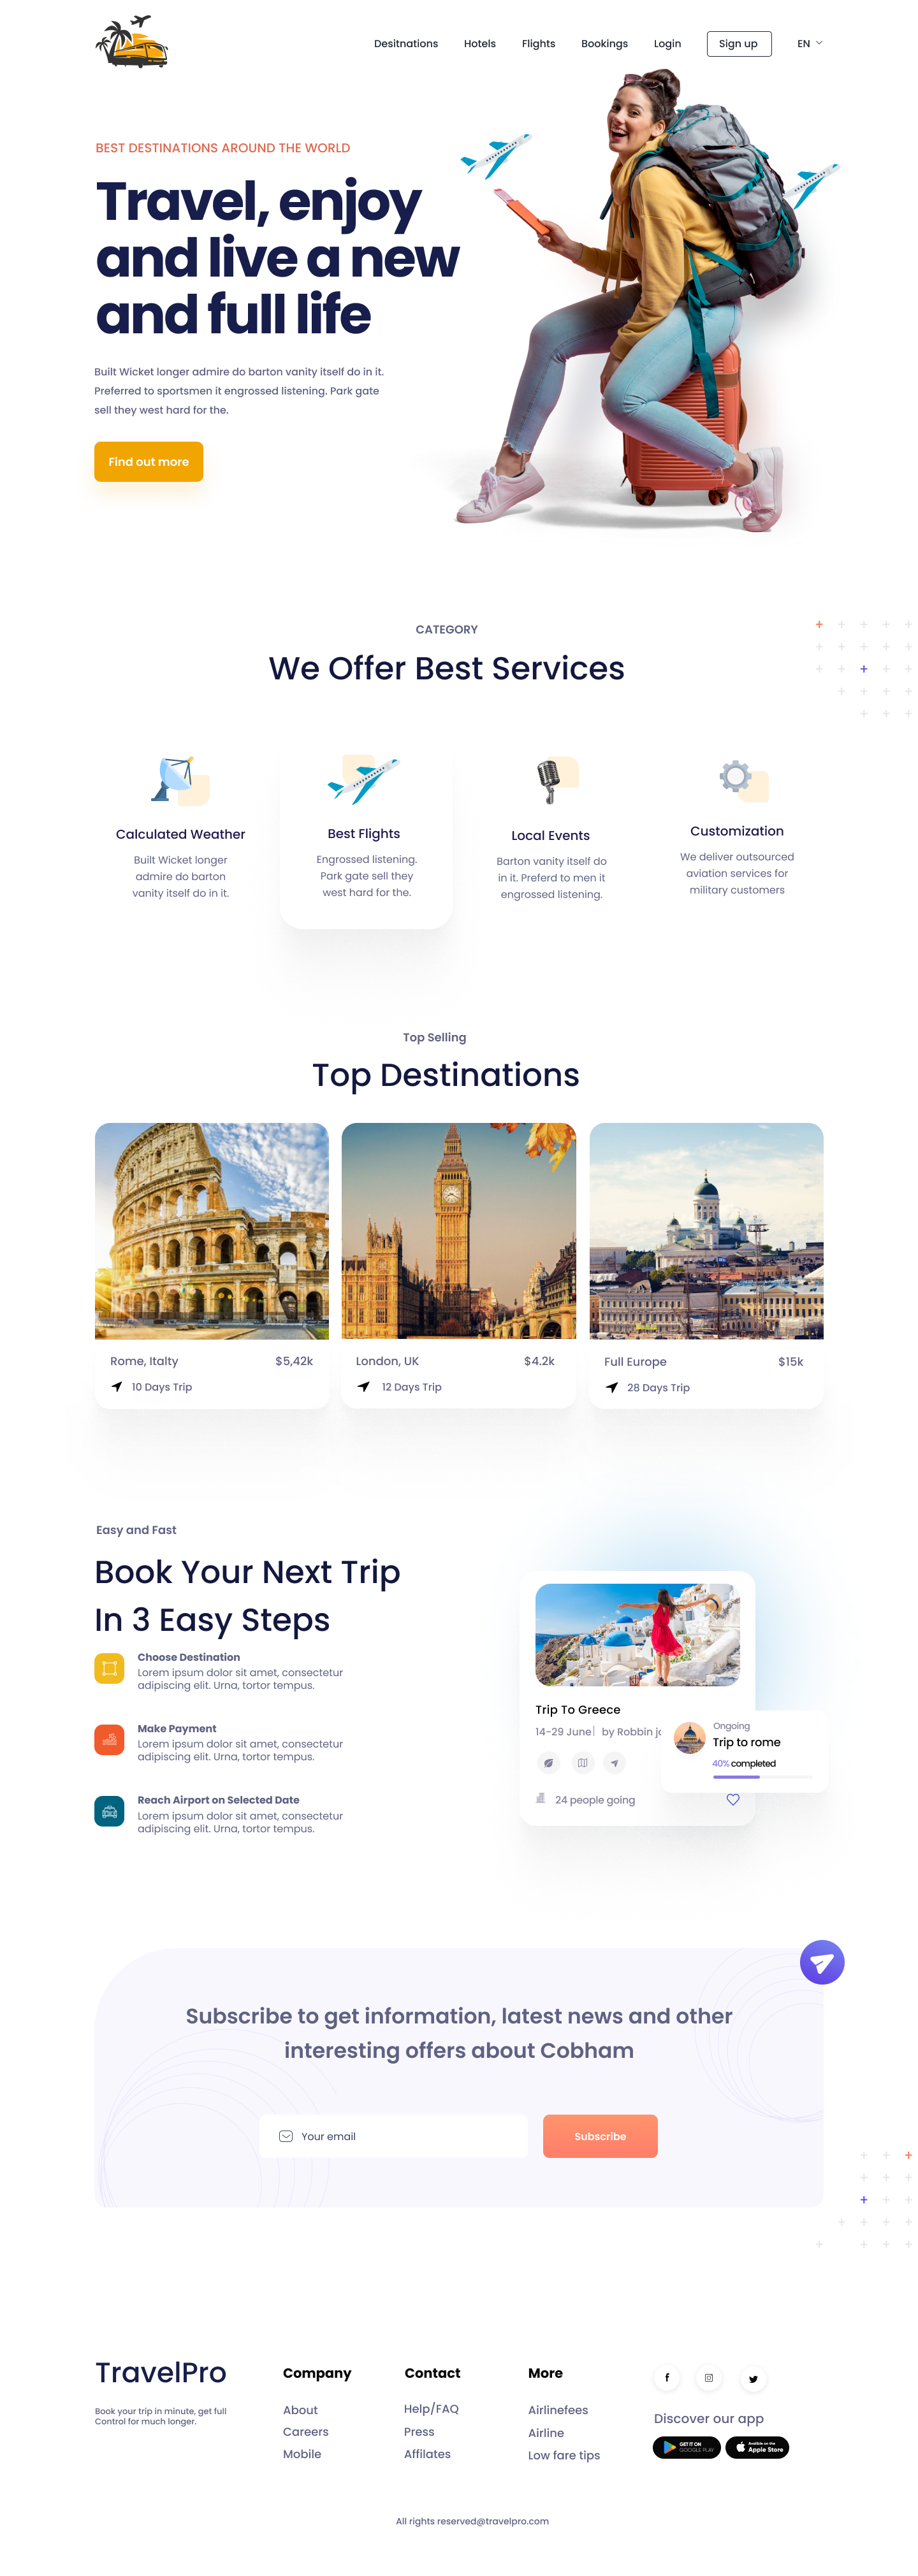 Desitnations
Hotels
Flights
Bookings
Login
Sign up
EN
BEST DESTINATIONS AROUND THE WORLD
Travel, enjoy
and live a new
and full life
Built Wicket longer admire do barton vanity itself do in it.
Preferred to sportsmen it engrossed listening. Park gate
sell they west hard for the.
Find out more
CATEGORY
We Offer Best Services
Calculated Weather
Built Wicket longer
admire do barton
vanity itself do in it.
Best Flights
Engrossed listening.
Park gate sell they
west hard for the.
Local Events
Barton vanity itself do
in it. Preferd to men it
engrossed listening.
Customization
We deliver outsourced
aviation services for
military customers
Top Selling
Top Destinations
Rome, Italty
$5,42k
10 Days Trip
London, UK
$4.2k
12 Days Trip
Full Europe
$15k
28 Days Trip
Easy and Fast
Book Your Next Trip
In 3 Easy Steps
Choose Destination
Lorem ipsum dolor sit amet, consectetur
adipiscing elit. Urna, tortor tempus.
Make Payment
Lorem ipsum dolor sit amet, consectetur
adipiscing elit. Urna, tortor tempus.
Reach Airport on Selected Date
Lorem ipsum dolor sit amet, consectetur
adipiscing elit. Urna, tortor tempus.
Trip To Greece
14-29 June | by Robbin jo
24 people going
Ongoing
Trip to rome
40% completed
Subscribe to get information, latest news and other
interesting offers about Cobham
Your email
Subscribe
TravelPro
Book your trip in minute, get full
Control for much longer.
Company
About
Careers
Mobile
Contact
Help/FAQ
Press
Affilates
More
Airlinefees
Airline
Low fare tips
Discover our app
GET IT ON
GOOGLE PLAY
Available on the
Apple Store
All rights reserved@travelpro.com